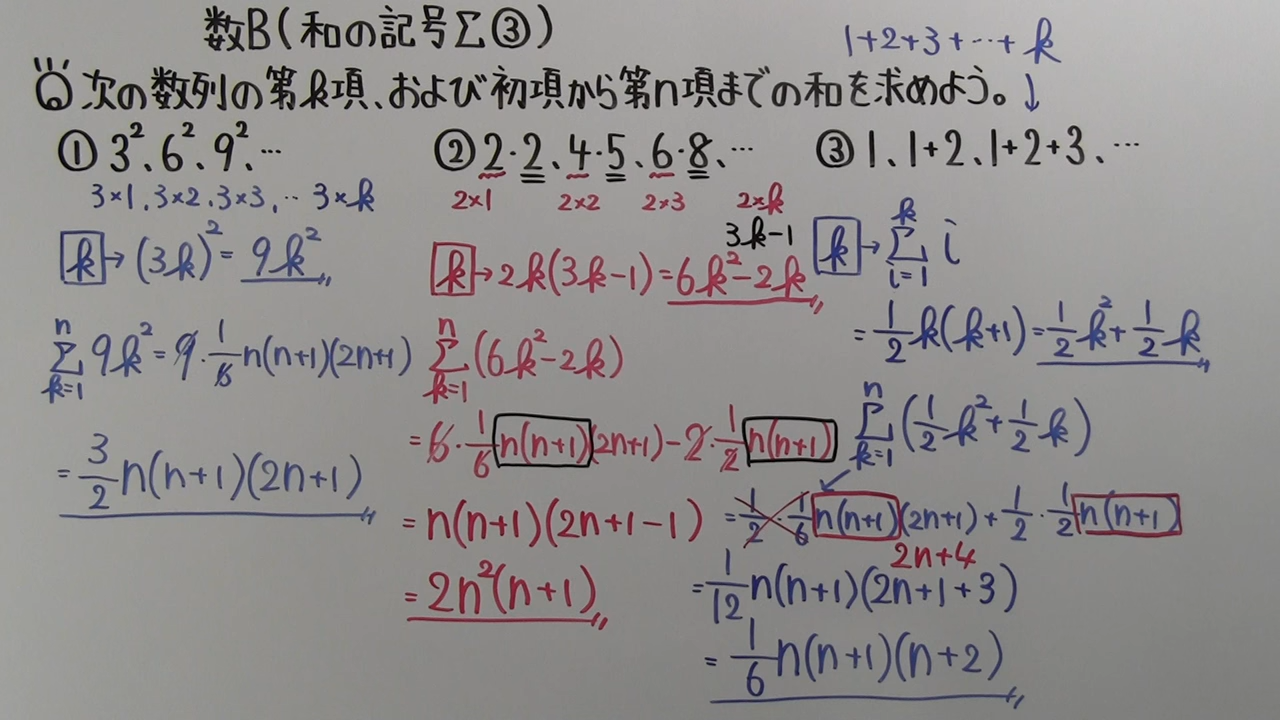 数B(和の記号Σ③)
1+2+3+…+k
次の数列の第k項、および初項から第n項までの和を求めよう。↓
① 3²、6²、9²、…
3×1、3×2、3×3、… 3×k
k → (3k)² = 9k²
Σ[k=1→n] 9k² = 9·1/6 n(n+1)(2n+1)
= 3/2 n(n+1)(2n+1)
② 2·2、4·5、6·8、…
2×1 2×2 2×3 2×k
3k-1
k → 2k(3k-1) = 6k²-2k
Σ[k=1→n] (6k²-2k)
= 6·1/6 n(n+1)(2n+1) - 2·1/2 n(n+1)
= n(n+1)(2n+1-1)
= 2n²(n+1)
③ 1、1+2、1+2+3、…
k → Σ[i=1→k] i
= 1/2 k(k+1) = 1/2 k² + 1/2 k
Σ[k=1→n] (1/2 k² + 1/2 k)
= 1/2·1/6 n(n+1)(2n+1) + 1/2·1/2 n(n+1)
2n+4
= 1/12 n(n+1)(2n+1+3)
= 1/6 n(n+1)(n+2)